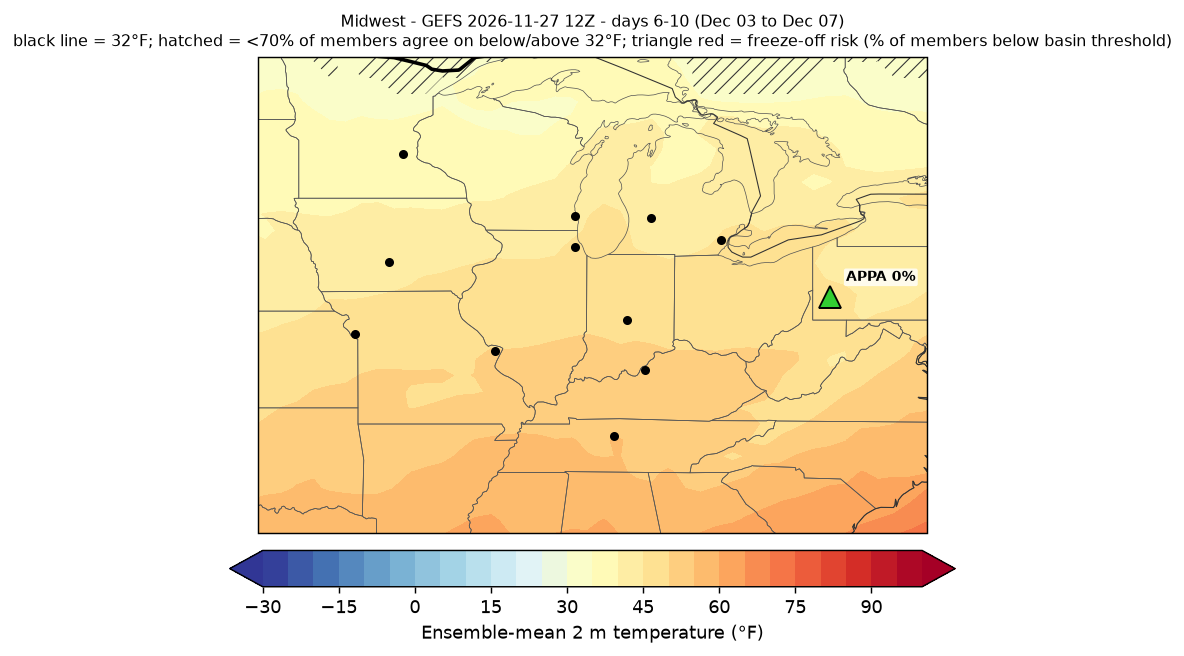 Midwest - GEFS 2026-11-27 12Z - days 6-10 (Dec 03 to Dec 07)
black line = 32°F; hatched = <70% of members agree on below/above 32°F; triangle red = freeze-off risk (% of members below basin threshold)
APPA 0%
−30 −15 0 15 30 45 60 75 90
Ensemble-mean 2 m temperature (°F)